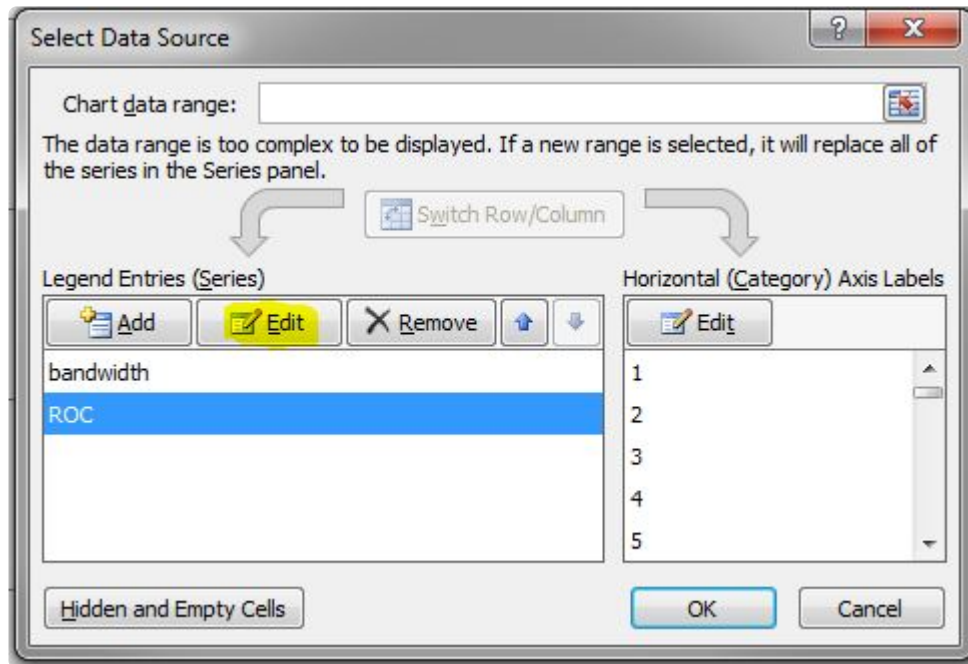 Select Data Source
Chart data range:
The data range is too complex to be displayed. If a new range is selected, it will replace all of
the series in the Series panel.
Switch Row/Column
Legend Entries (Series)
Horizontal (Category) Axis Labels
Add
Edit
Remove
Edit
bandwidth
ROC
1
2
3
4
5
Hidden and Empty Cells
OK
Cancel